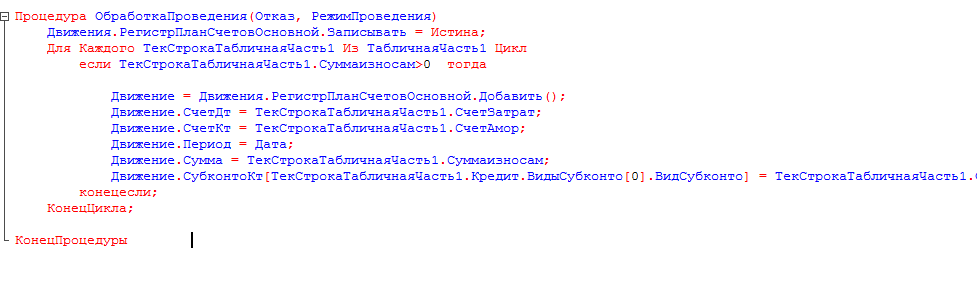 Процедура ОбработкаПроведения(Отказ, РежимПроведения)
Движения.РегистрПланСчетовОсновной.Записывать = Истина;
Для Каждого ТекСтрокаТабличнаяЧасть1 Из ТабличнаяЧасть1 Цикл
если ТекСтрокаТабличнаяЧасть1.Суммаизносам>0 тогда
Движение = Движения.РегистрПланСчетовОсновной.Добавить();
Движение.СчетДт = ТекСтрокаТабличнаяЧасть1.СчетЗатрат;
Движение.СчетКт = ТекСтрокаТабличнаяЧасть1.СчетАмор;
Движение.Период = Дата;
Движение.Сумма = ТекСтрокаТабличнаяЧасть1.Суммаизносам;
Движение.СубконтоКт[ТекСтрокаТабличнаяЧасть1.Кредит.ВидыСубконто[0].ВидСубконто] = ТекСтрокаТабличнаяЧасть1.
конецесли;
КонецЦикла;
КонецПроцедуры